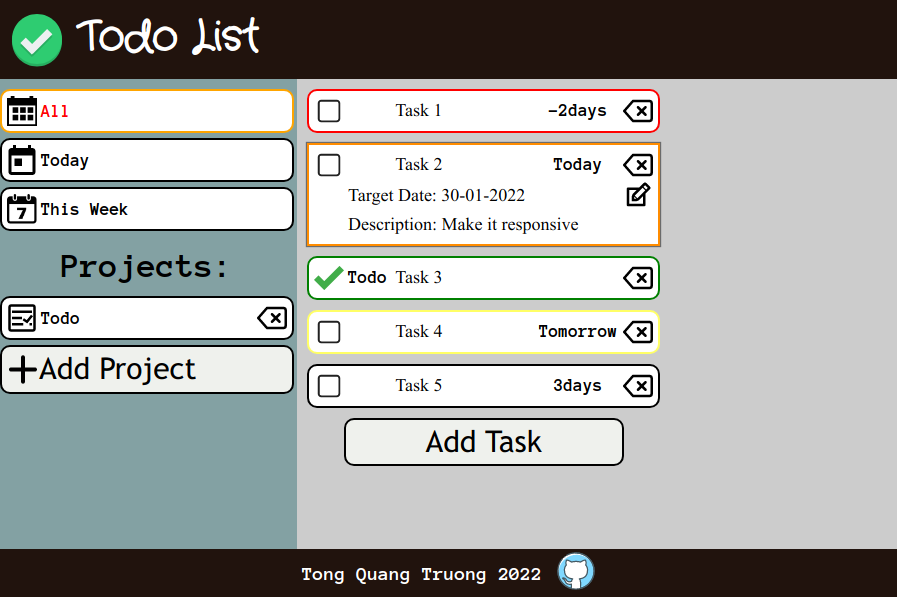 Todo List
All
Today
7 This Week
Projects:
Todo
Add Project
Task 1 -2days
Task 2 Today
Target Date: 30-01-2022
Description: Make it responsive
Todo Task 3
Task 4 Tomorrow
Task 5 3days
Add Task
Tong Quang Truong 2022